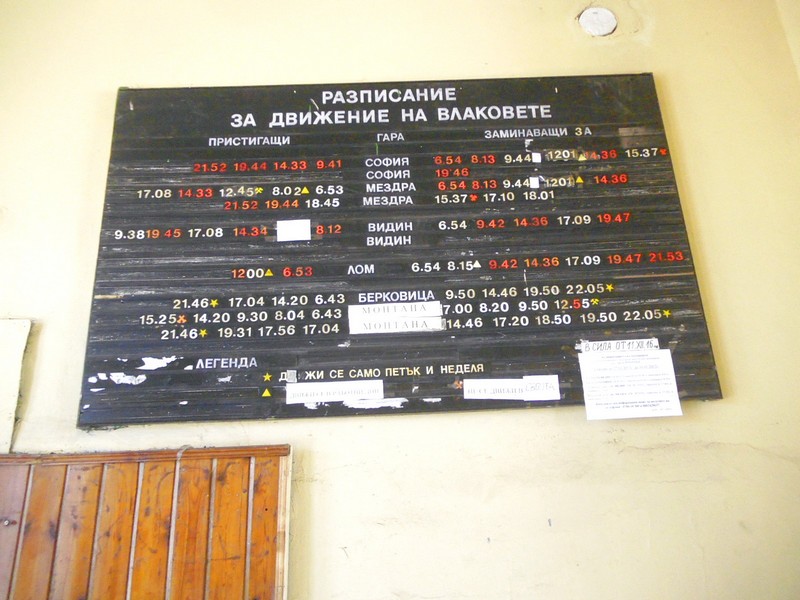 РАЗПИСАНИЕ
ЗА ДВИЖЕНИЕ НА ВЛАКОВЕТЕ
ПРИСТИГАЩИ ГАРА ЗАМИНАВАЩИ ЗА
21.52 19.44 14.33 9.41 СОФИЯ 6.54 8.13 9.44 1201▲ 14.36 15.37
СОФИЯ 19.46
17.08 14.33 12.45 8.02▲ 6.53 МЕЗДРА 6.54 8.13 9.44 1201▲ 14.36
21.52 19.44 18.45 МЕЗДРА 15.37 17.10 18.01
9.38 19.45 17.08 14.34 8.12 ВИДИН 6.54 9.42 14.36 17.09 19.47
ВИДИН
1200▲ 6.53 ЛОМ 6.54 8.15▲ 9.42 14.36 17.09 19.47 21.53
21.46★ 17.04 14.20 6.43 БЕРКОВИЦА 9.50 14.46 19.50 22.05★
15.25 14.20 9.30 8.04 6.43 МОНТАНА 7.00 8.20 9.50 12.55
21.46★ 19.31 17.56 17.04 МОНТАНА 14.46 17.20 18.50 19.50 22.05★
В СИЛА ОТ 11.XII.16
ЛЕГЕНДА
★ ЖИ СЕ САМО ПЕТЪК И НЕДЕЛЯ
▲